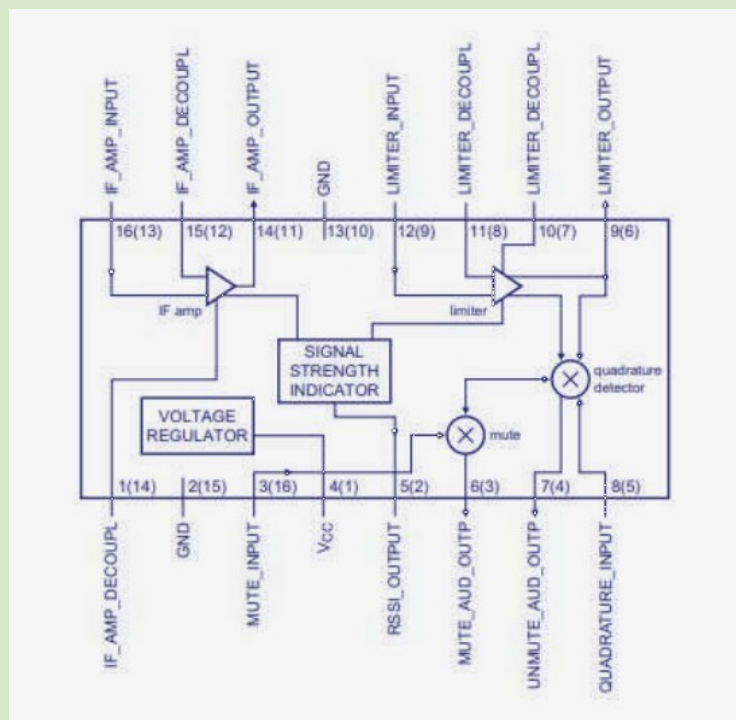 IF_AMP_INPUT
IF_AMP_DECOUPL
IF_AMP_OUTPUT
GND
LIMITER_INPUT
LIMITER_DECOUPL
LIMITER_DECOUPL
LIMITER_OUTPUT
16(13)
15(12)
14(11)
13(10)
12(9)
11(8)
10(7)
9(6)
IF amp
limiter
SIGNAL
STRENGTH
INDICATOR
quadrature
detector
VOLTAGE
REGULATOR
mute
1(14)
2(15)
3(16)
4(1)
5(2)
6(3)
7(4)
8(5)
IF_AMP_DECOUPL
GND
MUTE_INPUT
VCC
RSSI_OUTPUT
MUTE_AUD_OUTP
UNMUTE_AUD_OUTP
QUADRATURE_INPUT